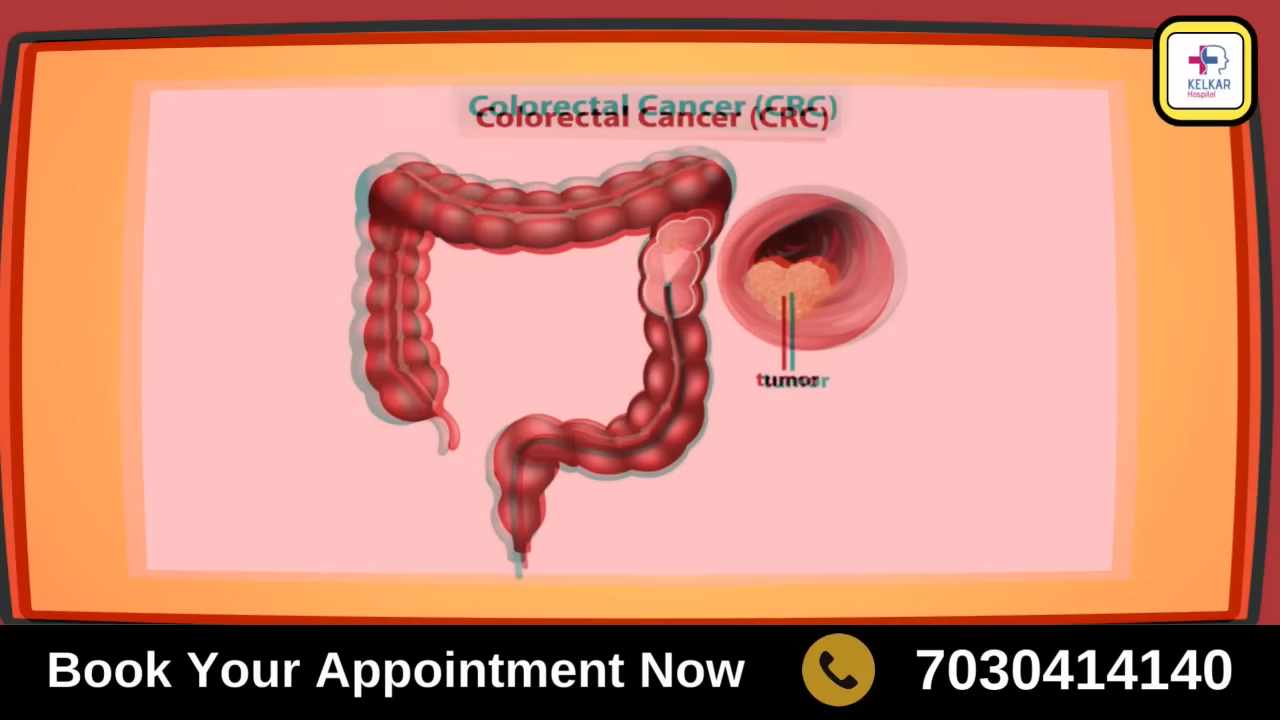 Colorectal Cancer (CRC)
KELKAR
Hospital
tumor
Book Your Appointment Now
7030414140